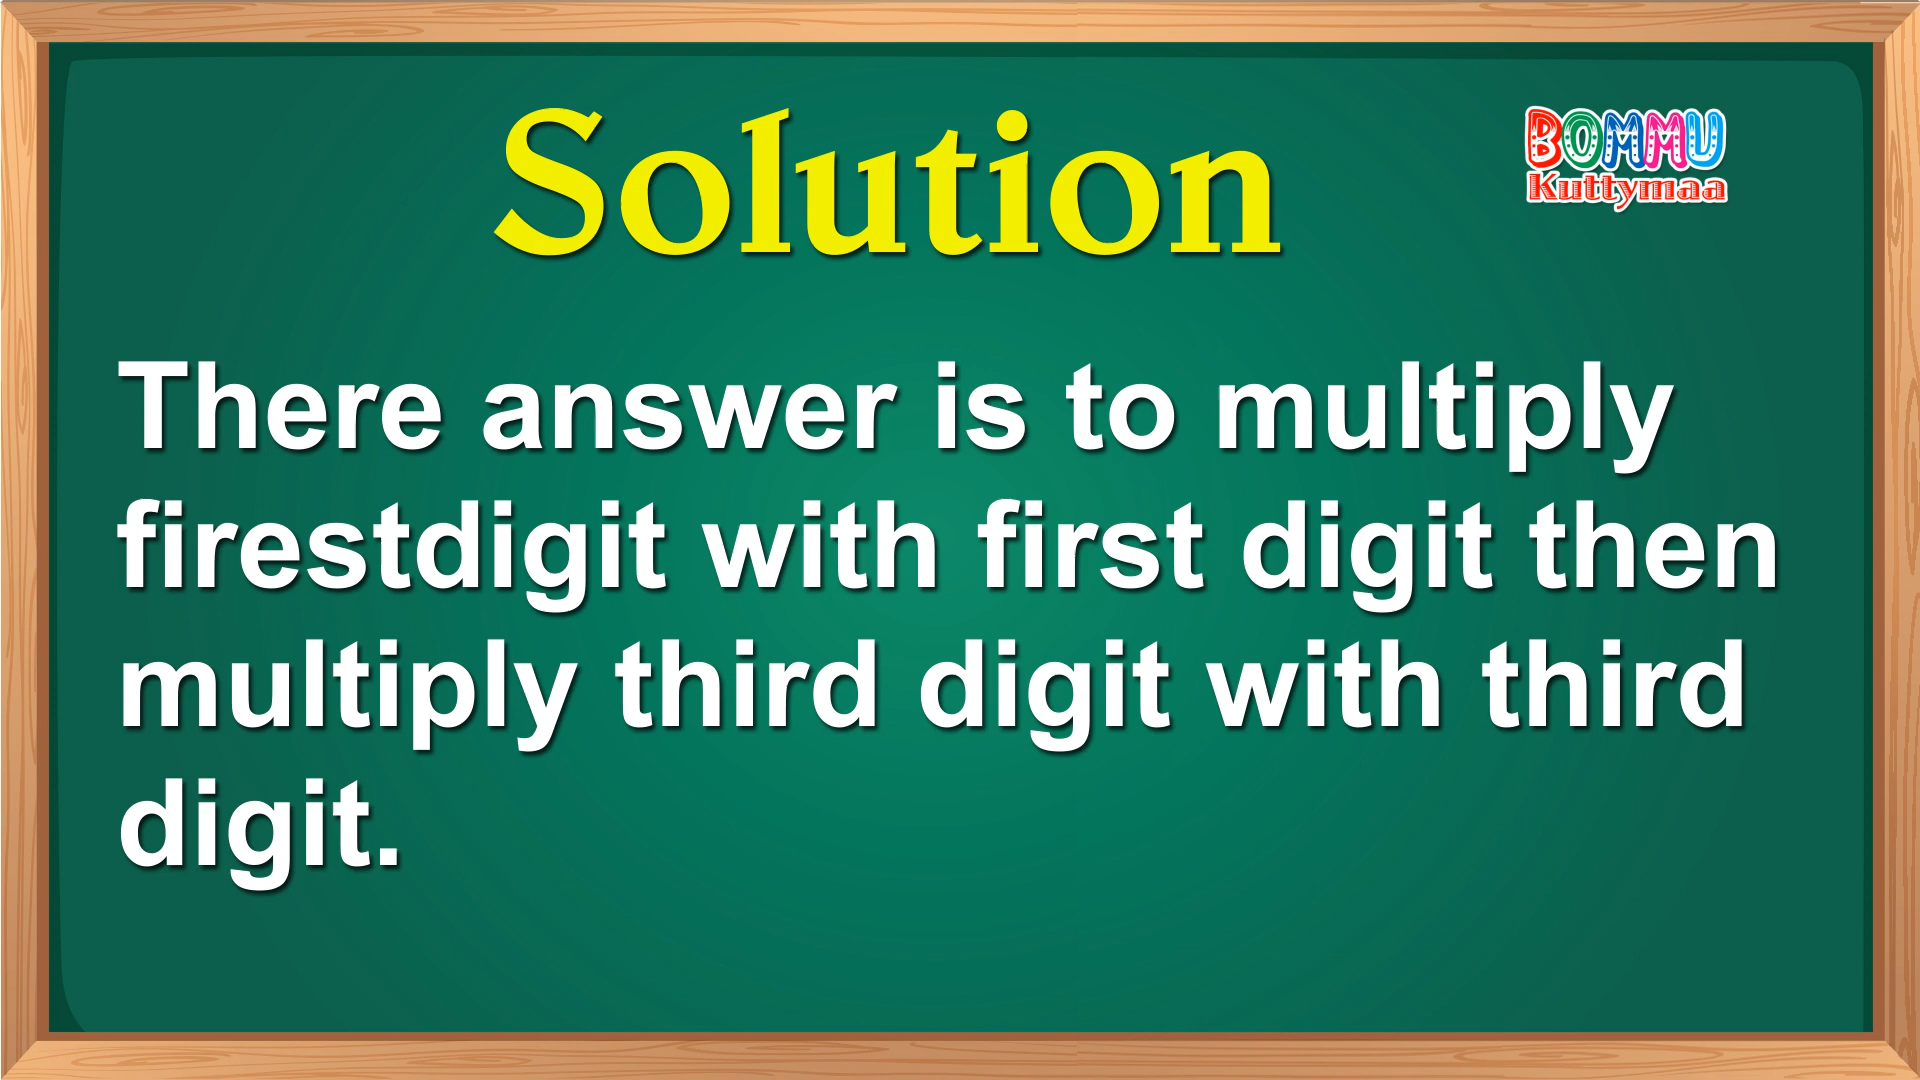 Solution
BOMMU
Kuttymaa
There answer is to multiply
firestdigit with first digit then
multiply third digit with third
digit.